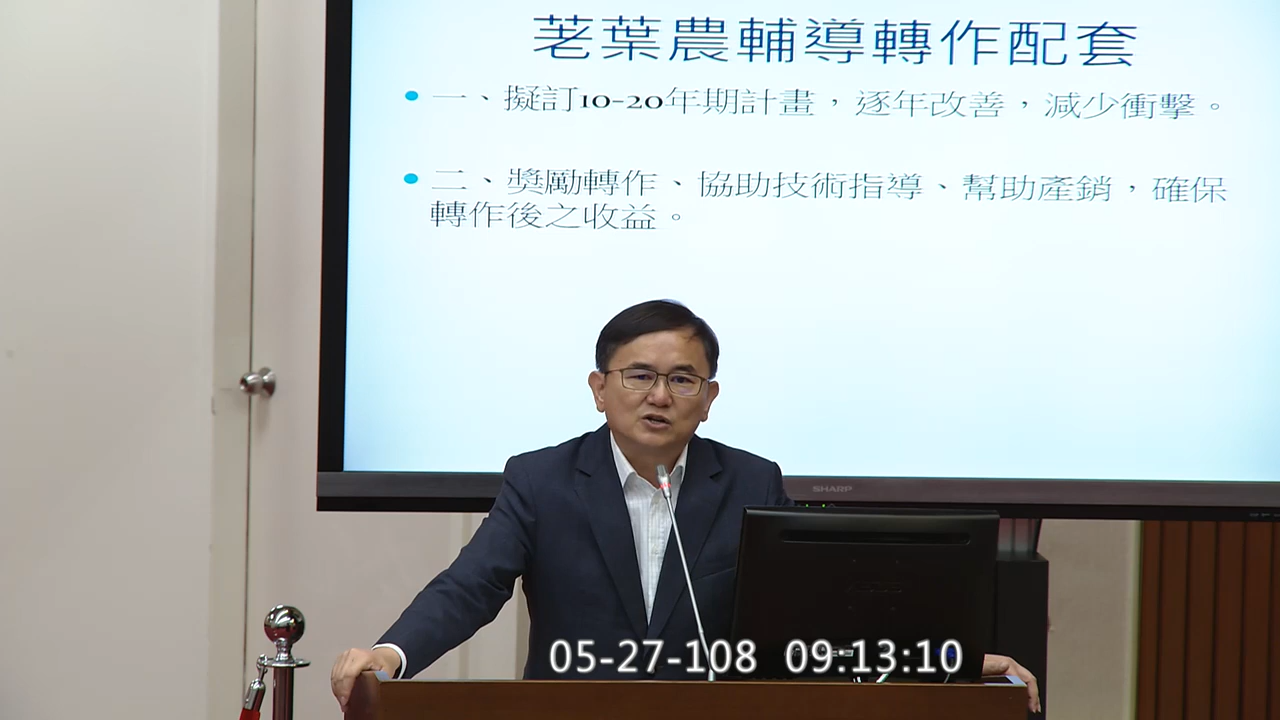 荖葉農輔導轉作配套
• 一、擬訂10-20年期計畫，逐年改善，減少衝擊。
• 二、獎勵轉作、協助技術指導、幫助產銷，確保
轉作後之收益。
SHARP
05-27-108 09:13:10